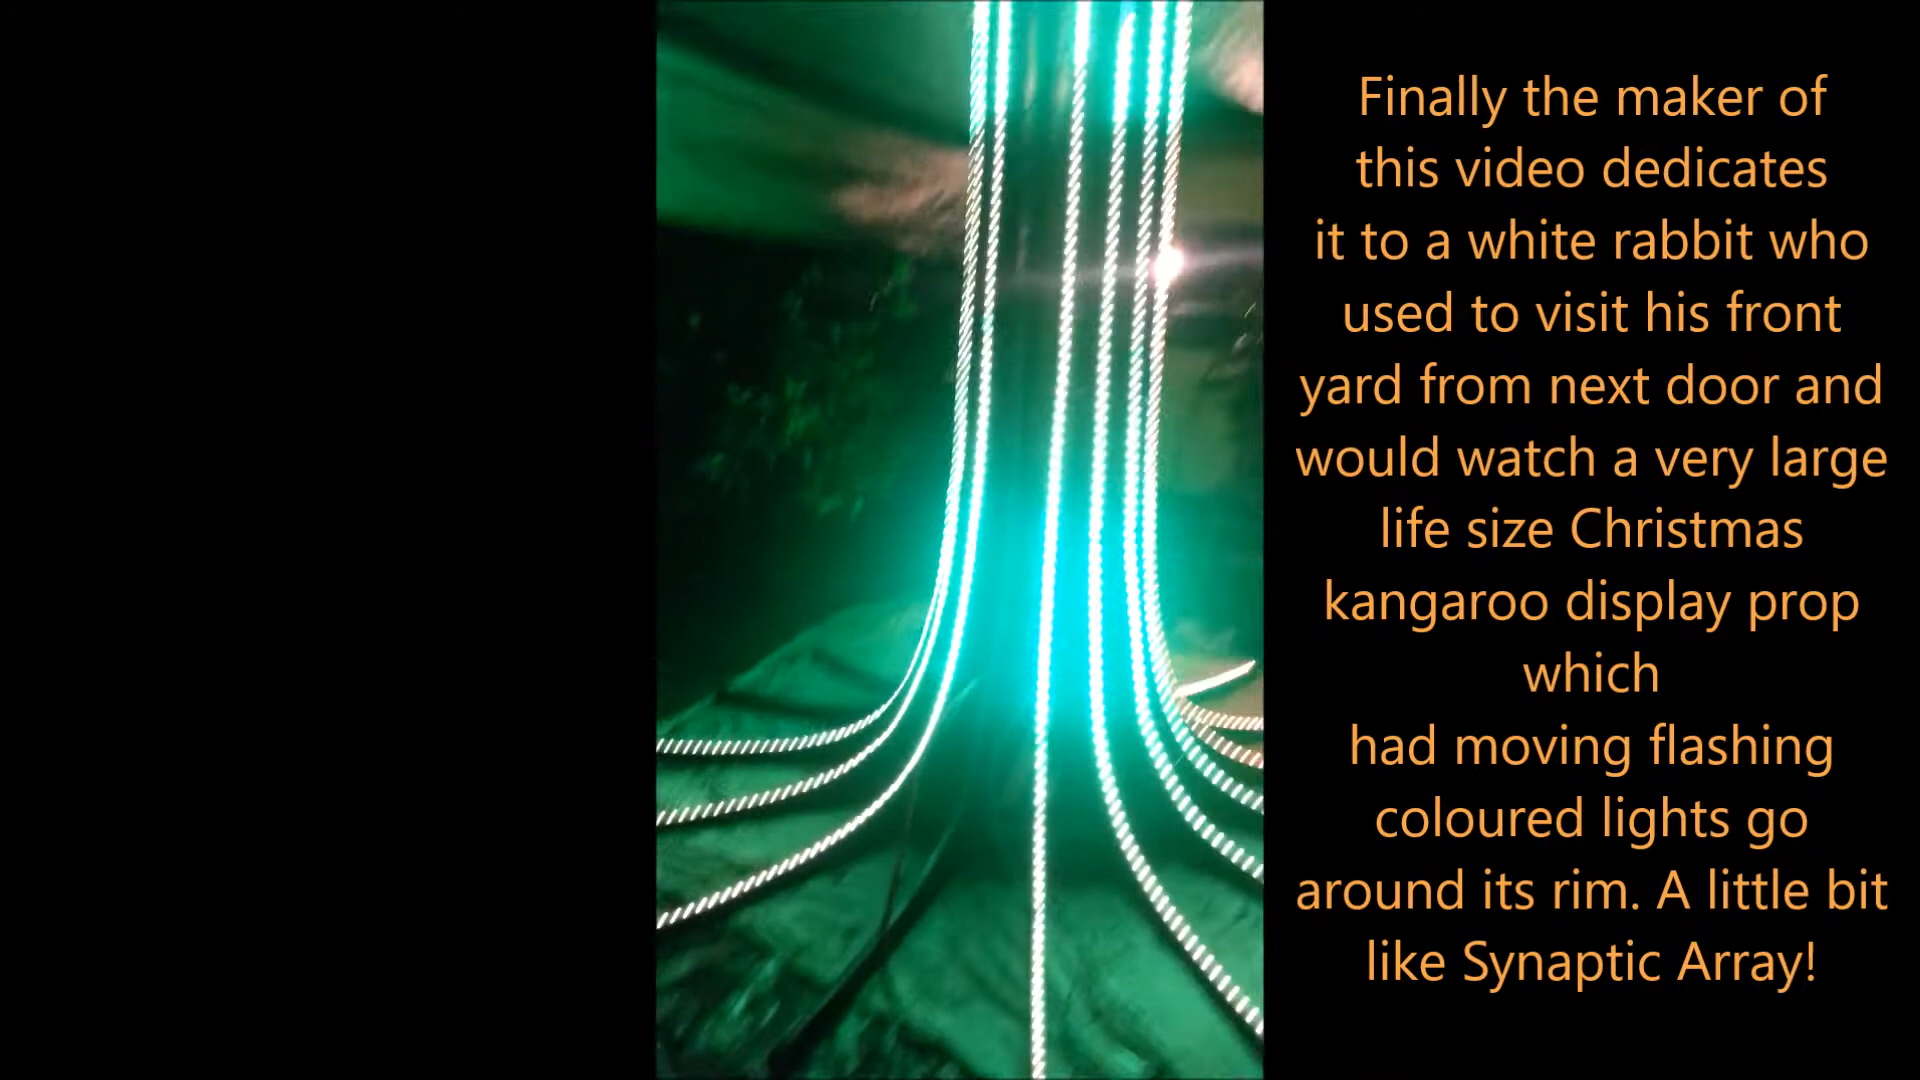 Finally the maker of
this video dedicates
it to a white rabbit who
used to visit his front
yard from next door and
would watch a very large
life size Christmas
kangaroo display prop
which
had moving flashing
coloured lights go
around its rim. A little bit
like Synaptic Array!